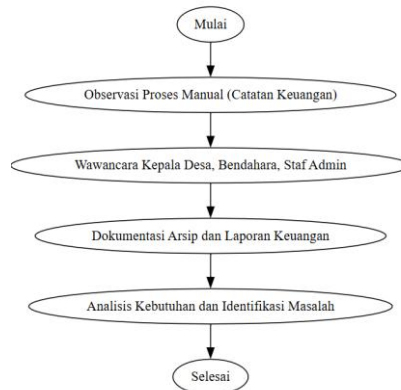 Mulai
Observasi Proses Manual (Catatan Keuangan)
Wawancara Kepala Desa, Bendahara, Staf Admin
Dokumentasi Arsip dan Laporan Keuangan
Analisis Kebutuhan dan Identifikasi Masalah
Selesai